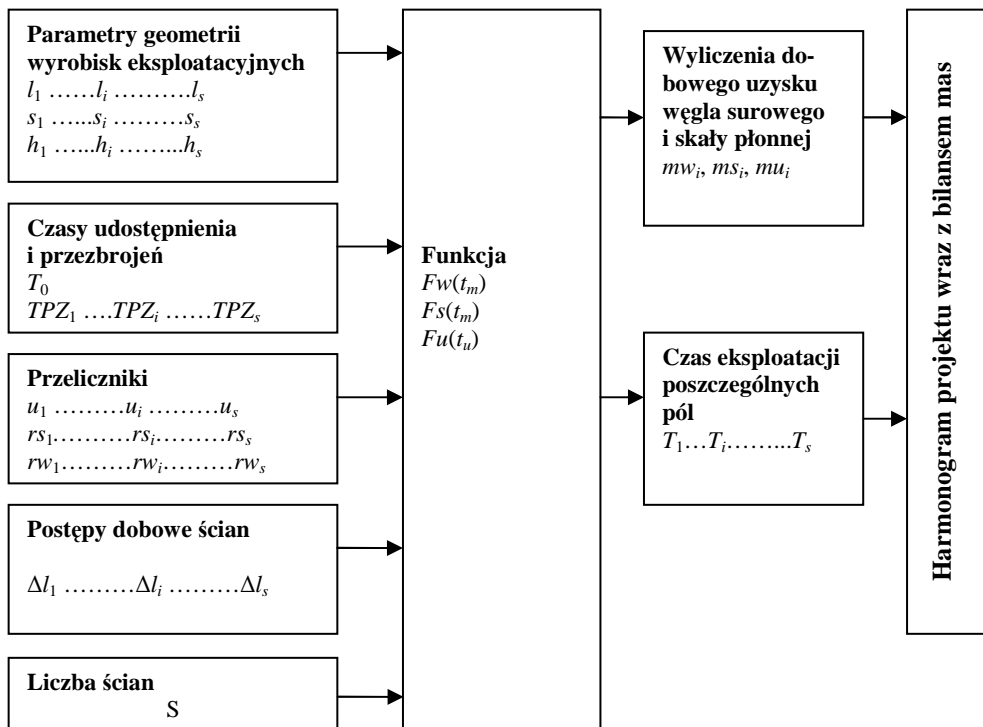 Parametry geometrii
wyrobisk eksploatacyjnych
l1 ……li ……….ls
s1 …...si ………ss
h1 …...hi ……...hs
Czasy udostępnienia
i przezbrojeń
T0
TPZ1 ….TPZi ……TPZs
Przeliczniki
u1 ………ui ………us
rs1……….rsi………rss
rw1………rwi………rws
Postępy dobowe ścian
Δl1 ………Δli ………Δls
Liczba ścian
S
Funkcja
Fw(tm)
Fs(tm)
Fu(tu)
Wyliczenia do-
bowego uzysku
węgla surowego
i skały płonnej
mwi, msi, mui
Czas eksploatacji
poszczególnych
pól
T1…Ti……...Ts
Harmonogram projektu wraz z bilansem mas